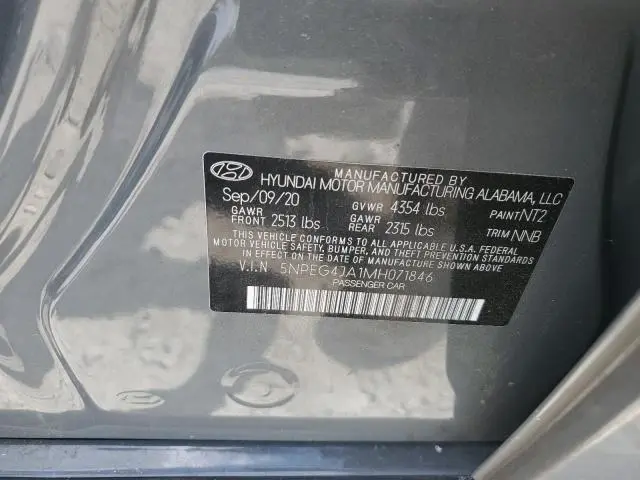 MANUFACTURED BY
HYUNDAI MOTOR MANUFACTURING ALABAMA, LLC
Sep/09/20 GVWR 4354 lbs PAINT NT2
GAWR FRONT 2513 lbs GAWR REAR 2315 lbs TRIM NNB
THIS VEHICLE CONFORMS TO ALL APPLICABLE U.S.A. FEDERAL
MOTOR VEHICLE SAFETY, BUMPER, AND THEFT PREVENTION STANDARDS
IN EFFECT ON THE DATE OF MANUFACTURE SHOWN ABOVE.
V.I.N 5NPEG4JA1MH071846
PASSENGER CAR